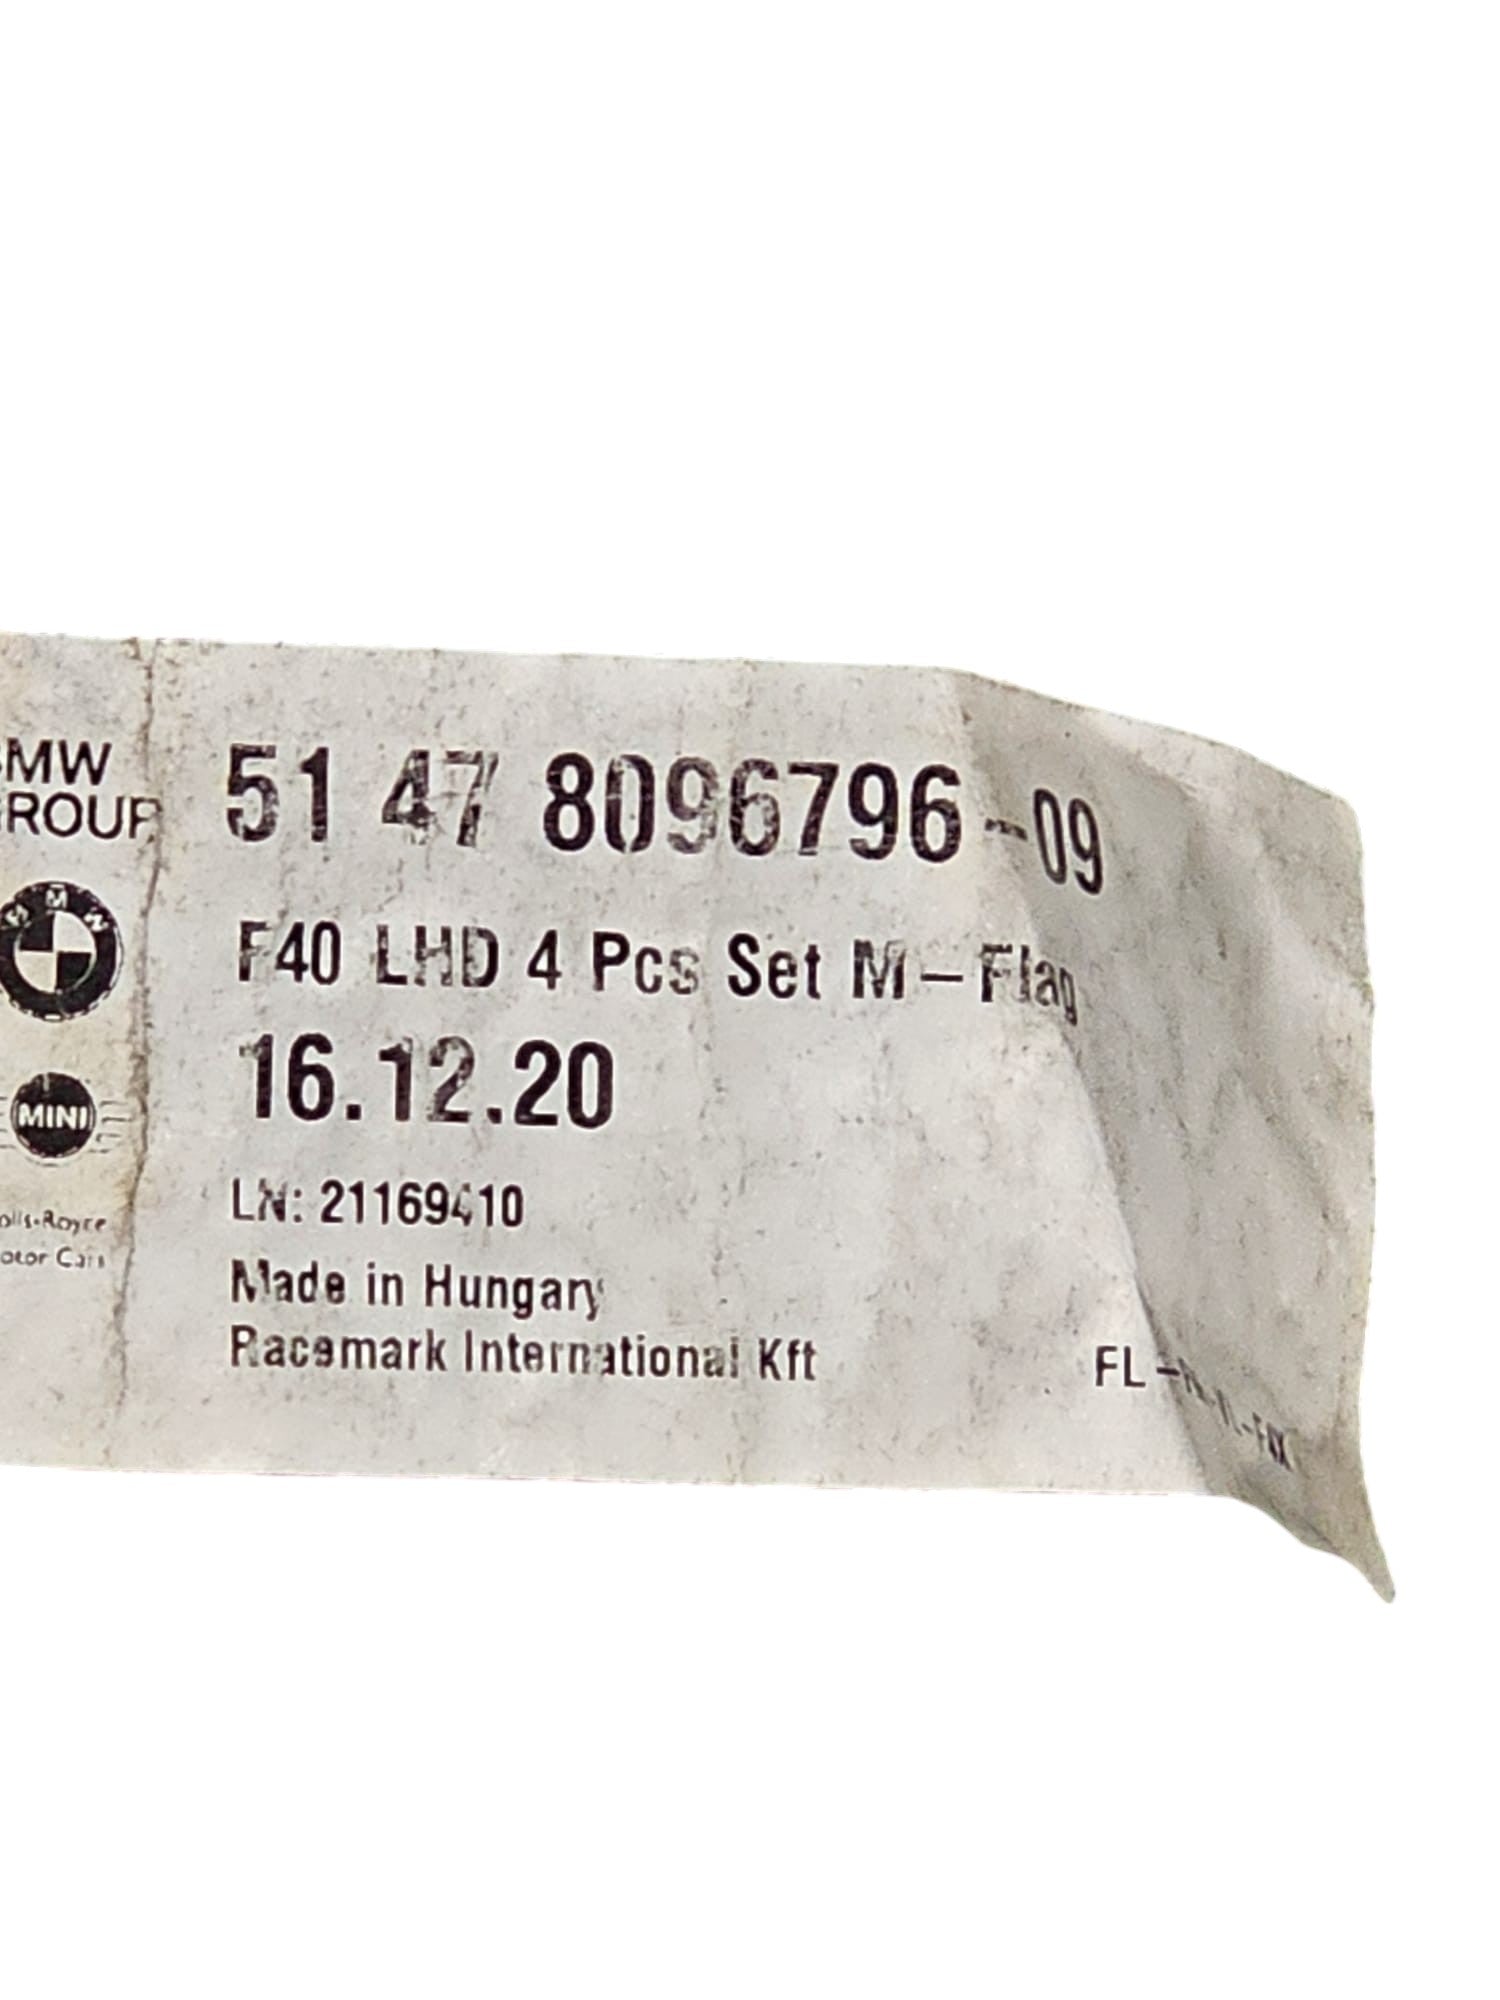 BMW
GROUP
51 47 8096796-09
F40 LHD 4 Pcs Set M-Flag
BMW
16.12.20
MINI
LN: 21169410
Rolls-Royce
Motor Cars
Made in Hungary
Racemark International Kft
FL